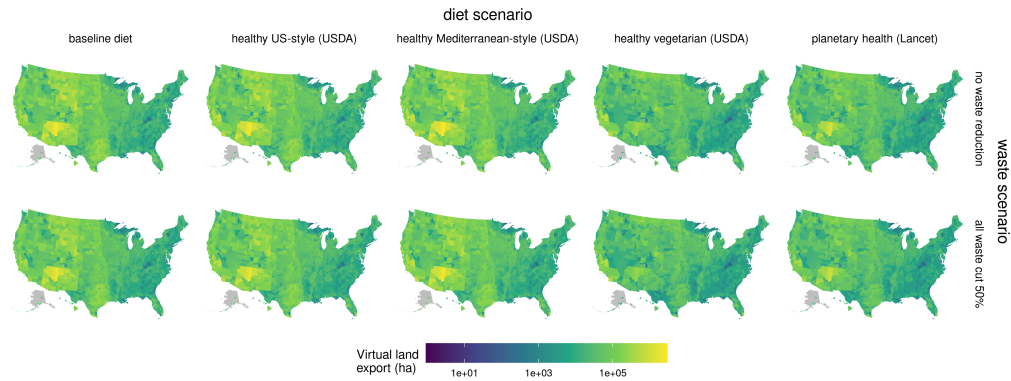 diet scenario
baseline diet
healthy US-style (USDA)
healthy Mediterranean-style (USDA)
healthy vegetarian (USDA)
planetary health (Lancet)
no waste reduction
all waste cut 50%
waste scenario
Virtual land
export (ha)
1e+01
1e+03
1e+05